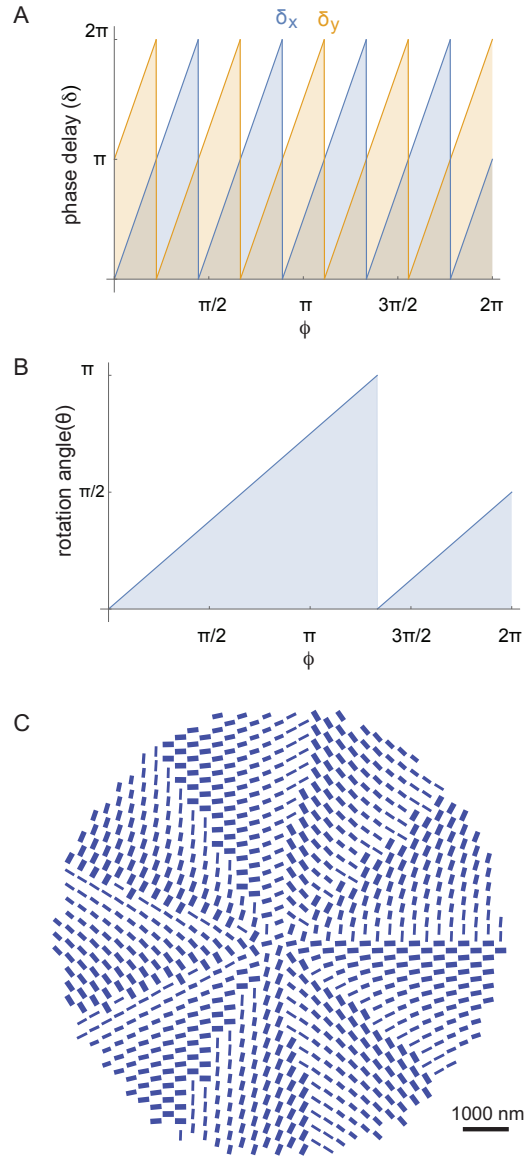 A
δx δy
2π
π
phase delay (δ)
π/2 π 3π/2 2π
ϕ
B
π
π/2
rotation angle(θ)
π/2 π 3π/2 2π
ϕ
C
1000 nm